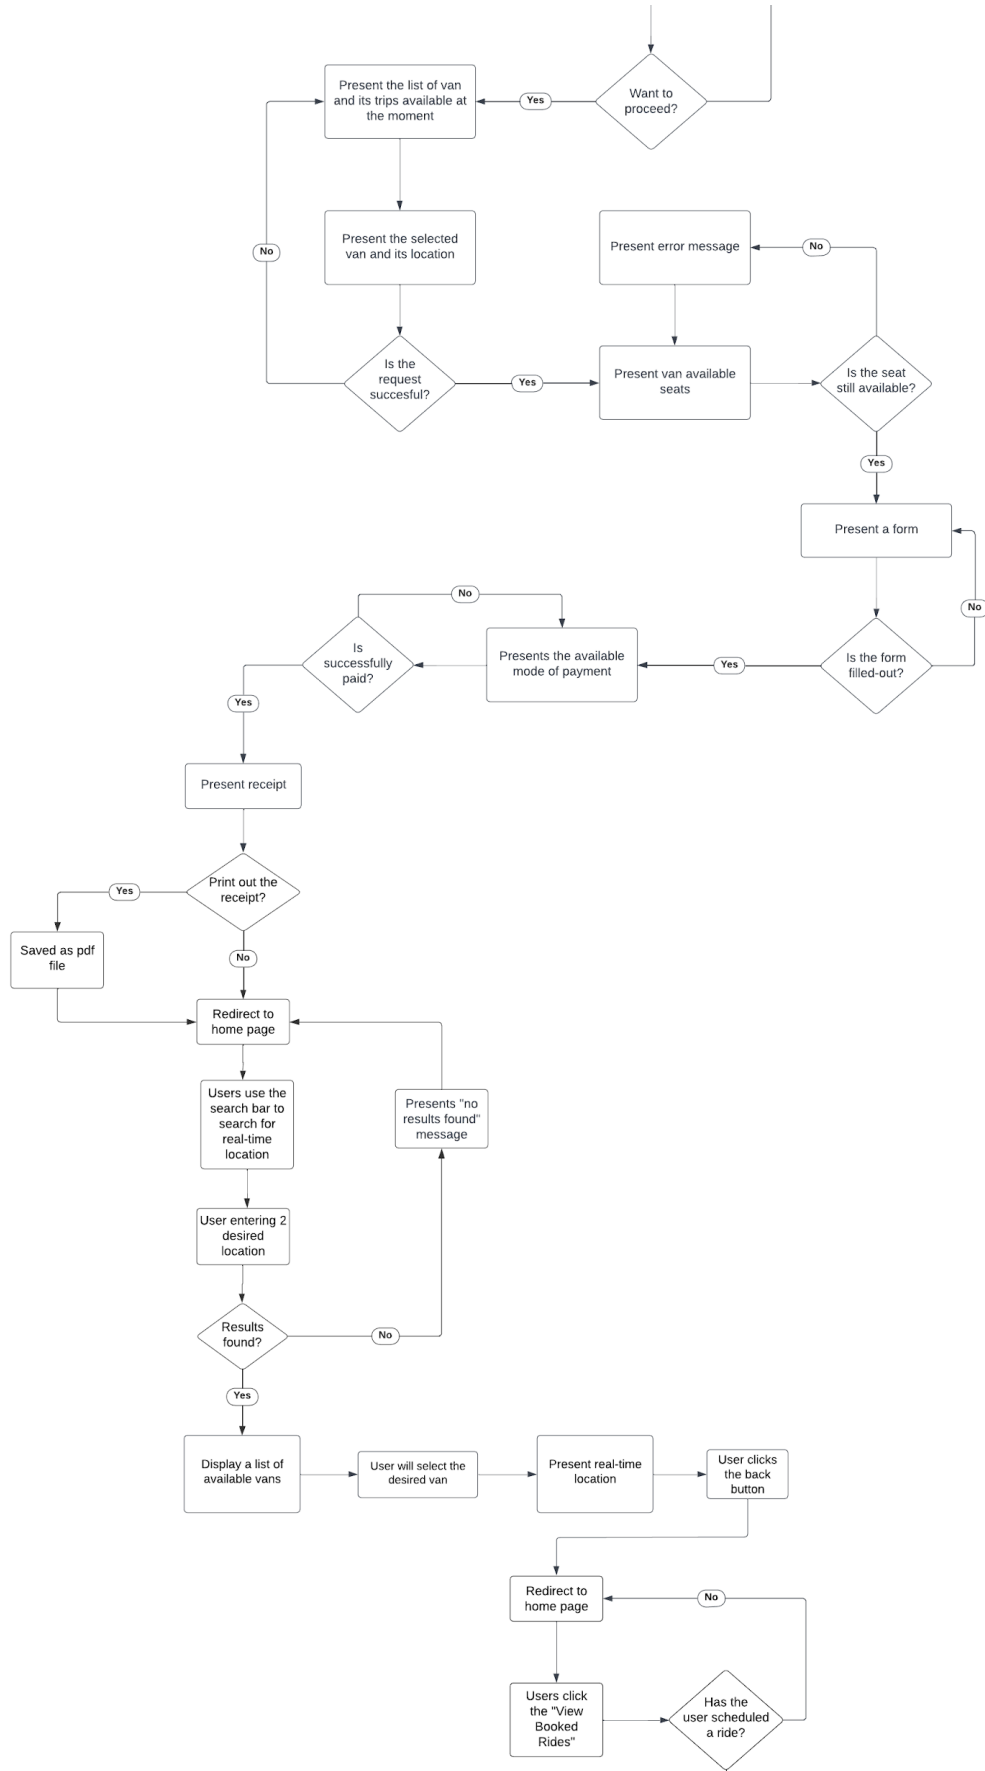 Present the list of van
and its trips available at
the moment
Yes
Want to
proceed?
No
Present the selected
van and its location
Present error message
No
Is the
request
succesful?
Yes
Present van available
seats
Is the seat
still available?
Yes
Present a form
No
No
Is
successfully
paid?
Presents the available
mode of payment
Yes
Is the form
filled-out?
Yes
Present receipt
Print out the
receipt?
Yes
Saved as pdf
file
No
Redirect to
home page
Users use the
search bar to
search for
real-time
location
Presents "no
results found"
message
User entering 2
desired
location
Results
found?
No
Yes
Display a list of
available vans
User will select the
desired van
Present real-time
location
User clicks
the back
button
Redirect to
home page
No
Users click
the "View
Booked
Rides"
Has the
user scheduled
a ride?